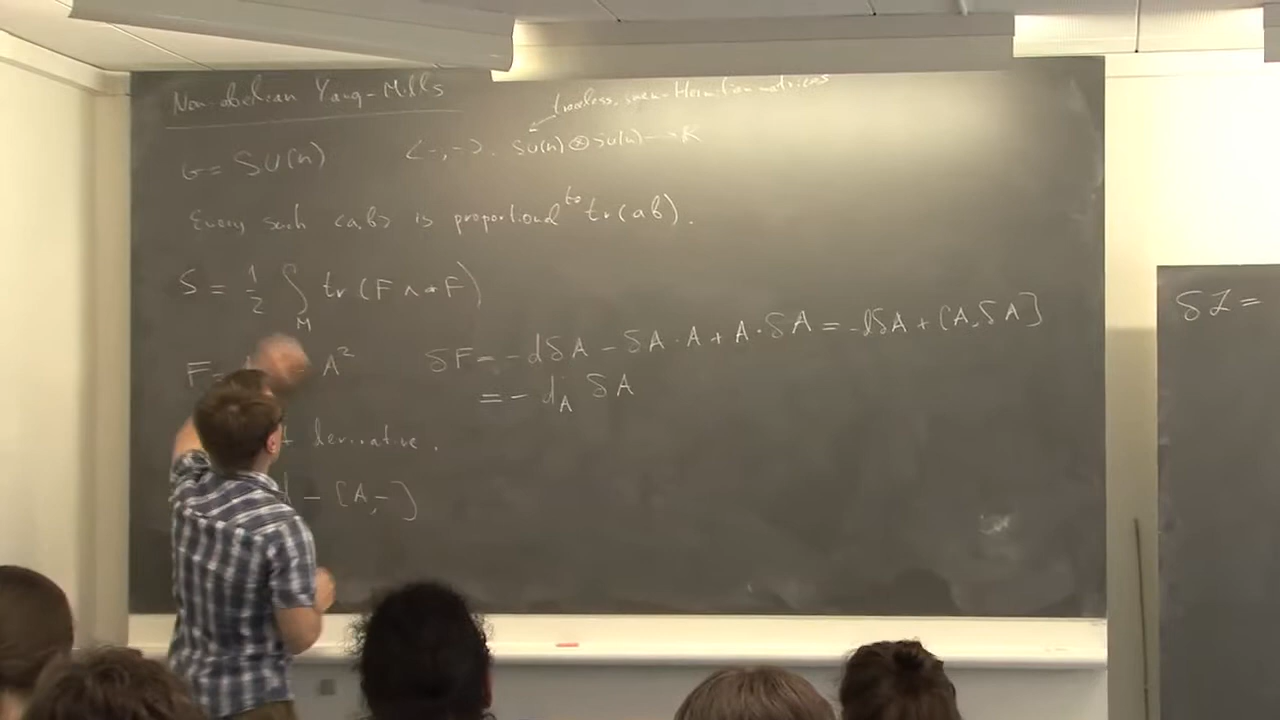 Non-abelian Yang-Mills
traceless, skew-Hermitian matrices
G = SU(n) <-,->: su(n) ⊗ su(n) → R
Every such <a,b> is proportional to tr(ab).
S = 1/2 ∫_M tr(F ∧ *F)
F = A² δF = -dδA - δA·A + A·δA = -dδA + [A,δA]
= -d_A δA
derivative.
d - [A,-]
δL =